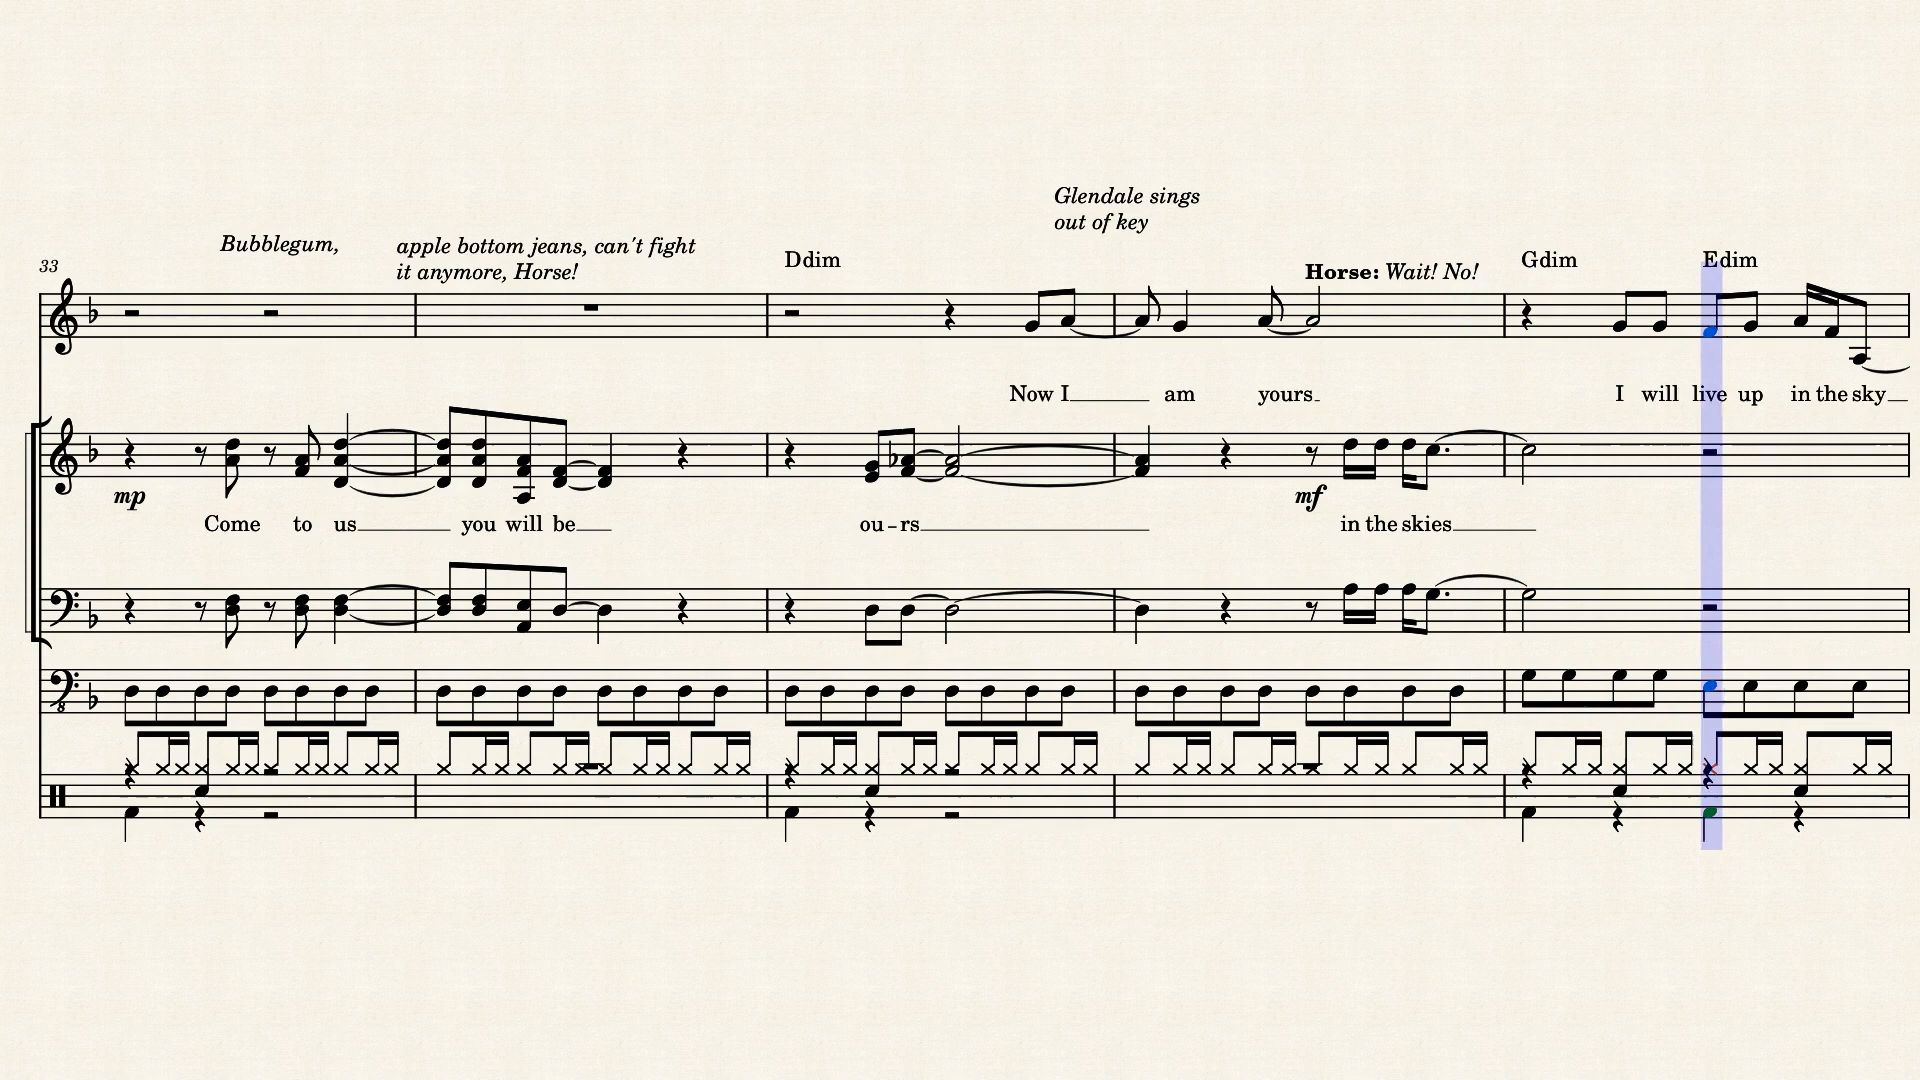 Glendale sings
out of key
Bubblegum,
apple bottom jeans, can't fight
it anymore, Horse!
33
Ddim
Horse: Wait! No!
Gdim
Edim
Now I am yours I will live up in the sky
mp
mf
Come to us you will be ou-rs in the skies
8